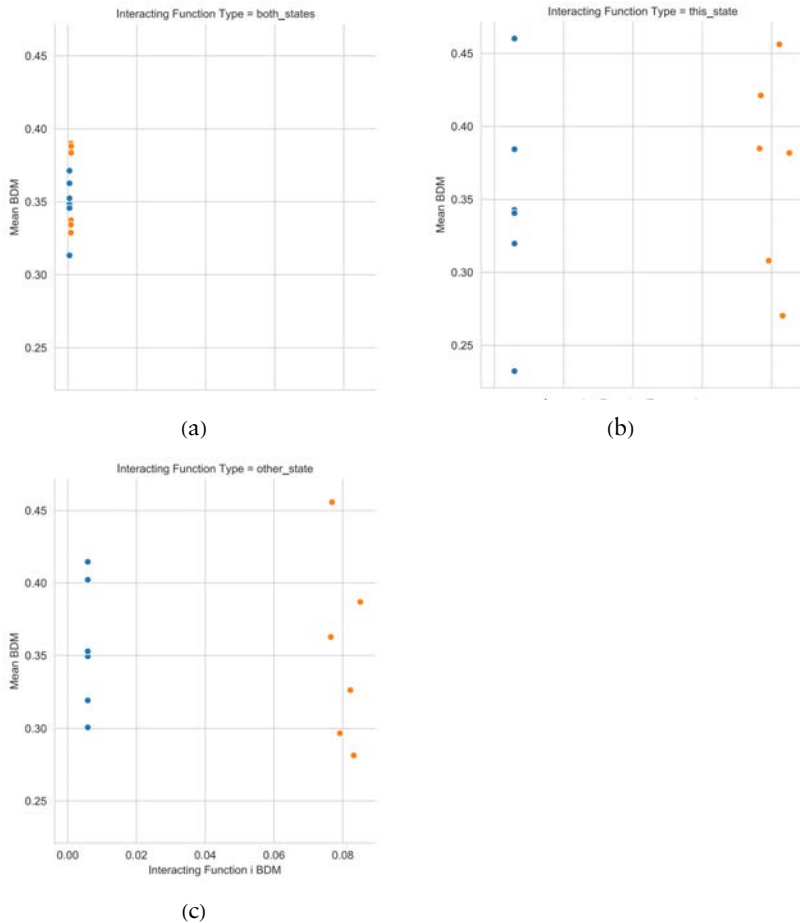 Interacting Function Type = both_states
0.45
0.40
0.35
0.30
0.25
Mean BDM
(a)
Interacting Function Type = this_state
0.45
0.40
0.35
0.30
0.25
Mean BDM
(b)
Interacting Function Type = other_state
0.45
0.40
0.35
0.30
0.25
Mean BDM
0.00 0.02 0.04 0.06 0.08
Interacting Function i BDM
(c)